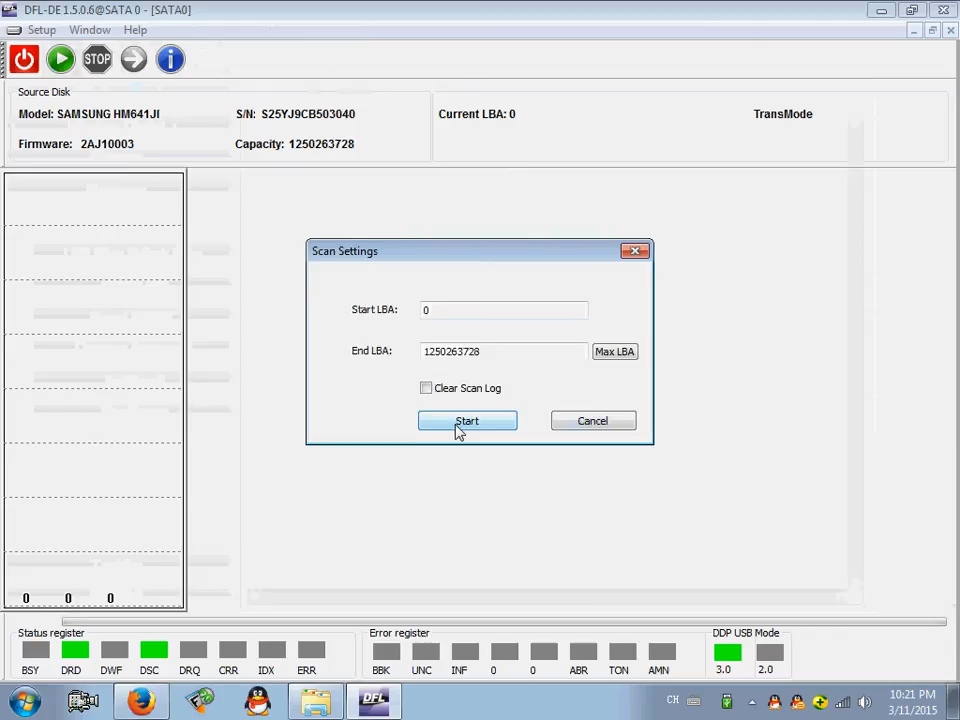 DFL-DE 1.5.0.6@SATA 0 - [SATA0]
Setup Window Help
STOP
Source Disk
Model: SAMSUNG HM641JI S/N: S25YJ9CB503040 Current LBA: 0 TransMode
Firmware: 2AJ10003 Capacity: 1250263728
Scan Settings
Start LBA: 0
End LBA: 1250263728 Max LBA
Clear Scan Log
Start Cancel
0 0 0
Status register Error register DDP USB Mode
BSY DRD DWF DSC DRQ CRR IDX ERR BBK UNC INF 0 0 ABR TON AMN 3.0 2.0
DFL CH 10:21 PM
3/11/2015